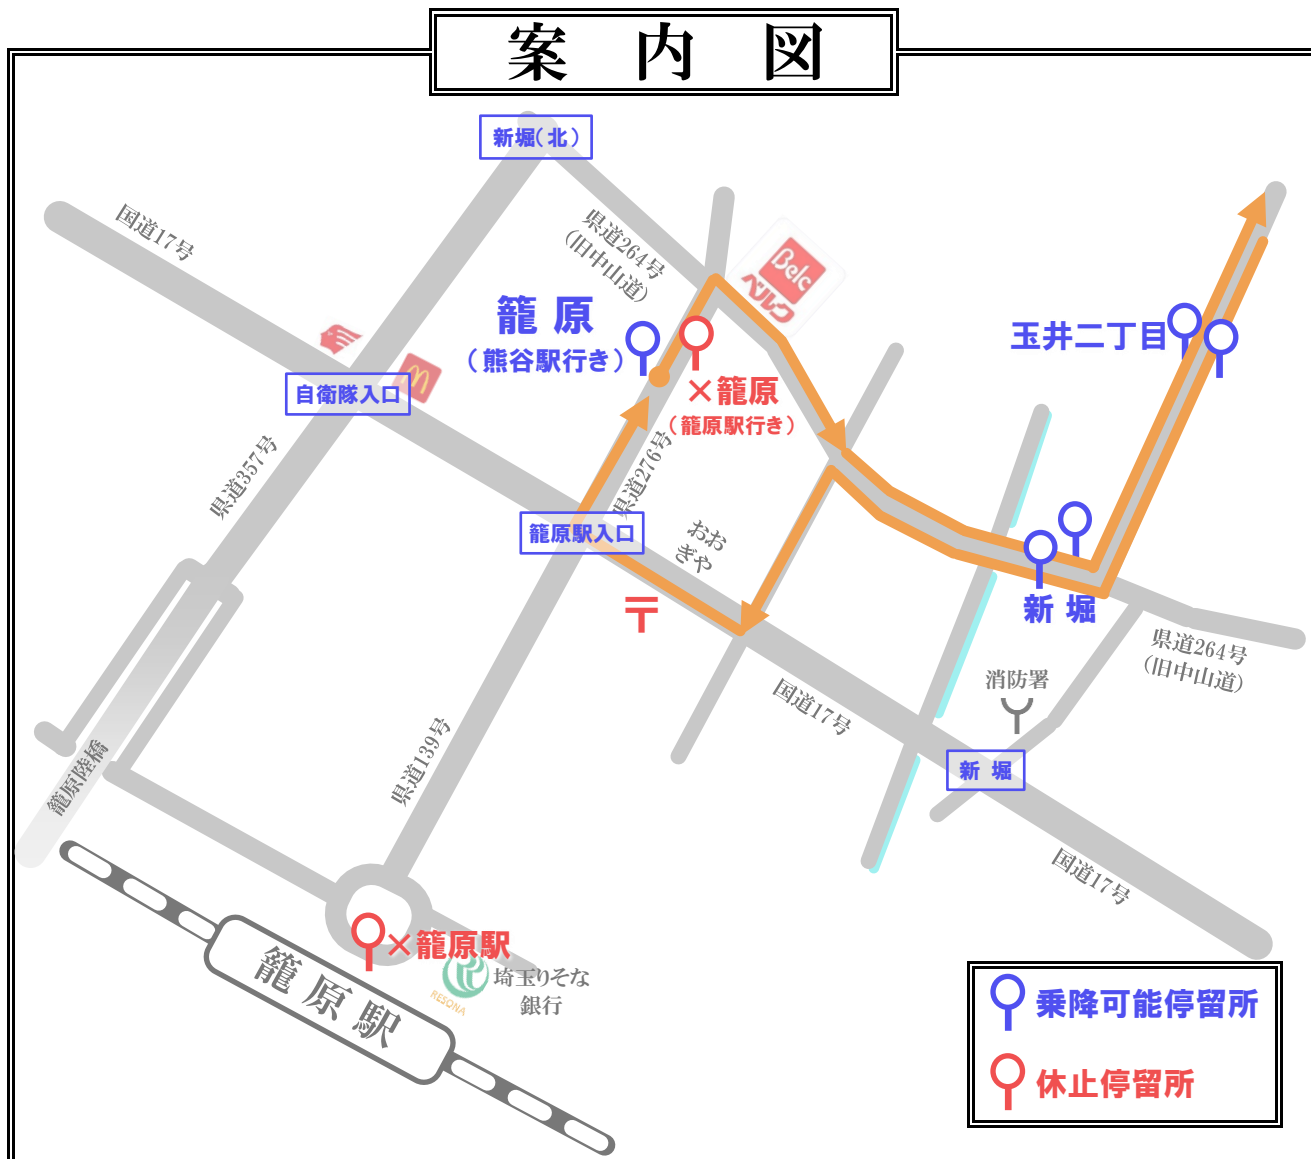 案内図
新堀(北)
国道17号
県道264号
(旧中山道)
Belc
ベルク
籠原
(熊谷駅行き)
×籠原
(籠原駅行き)
玉井二丁目
自衛隊入口
県道357号
県道276号
籠原駅入口
おお
ぎや
〒
新堀
県道264号
(旧中山道)
消防署
国道17号
県道139号
新堀
籠原陸橋
国道17号
×籠原駅
埼玉りそな
銀行
RESONA
籠原駅
乗降可能停留所
休止停留所